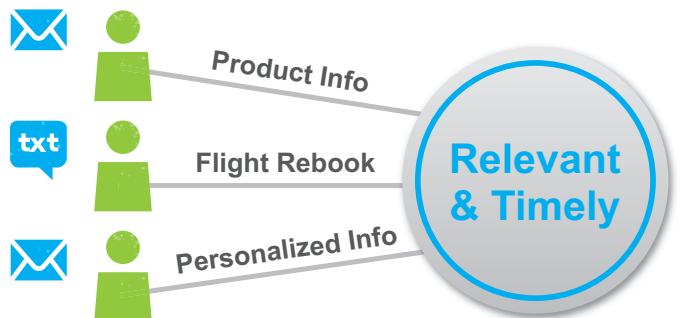 Product Info
txt
Flight Rebook
Relevant
& Timely
Personalized Info